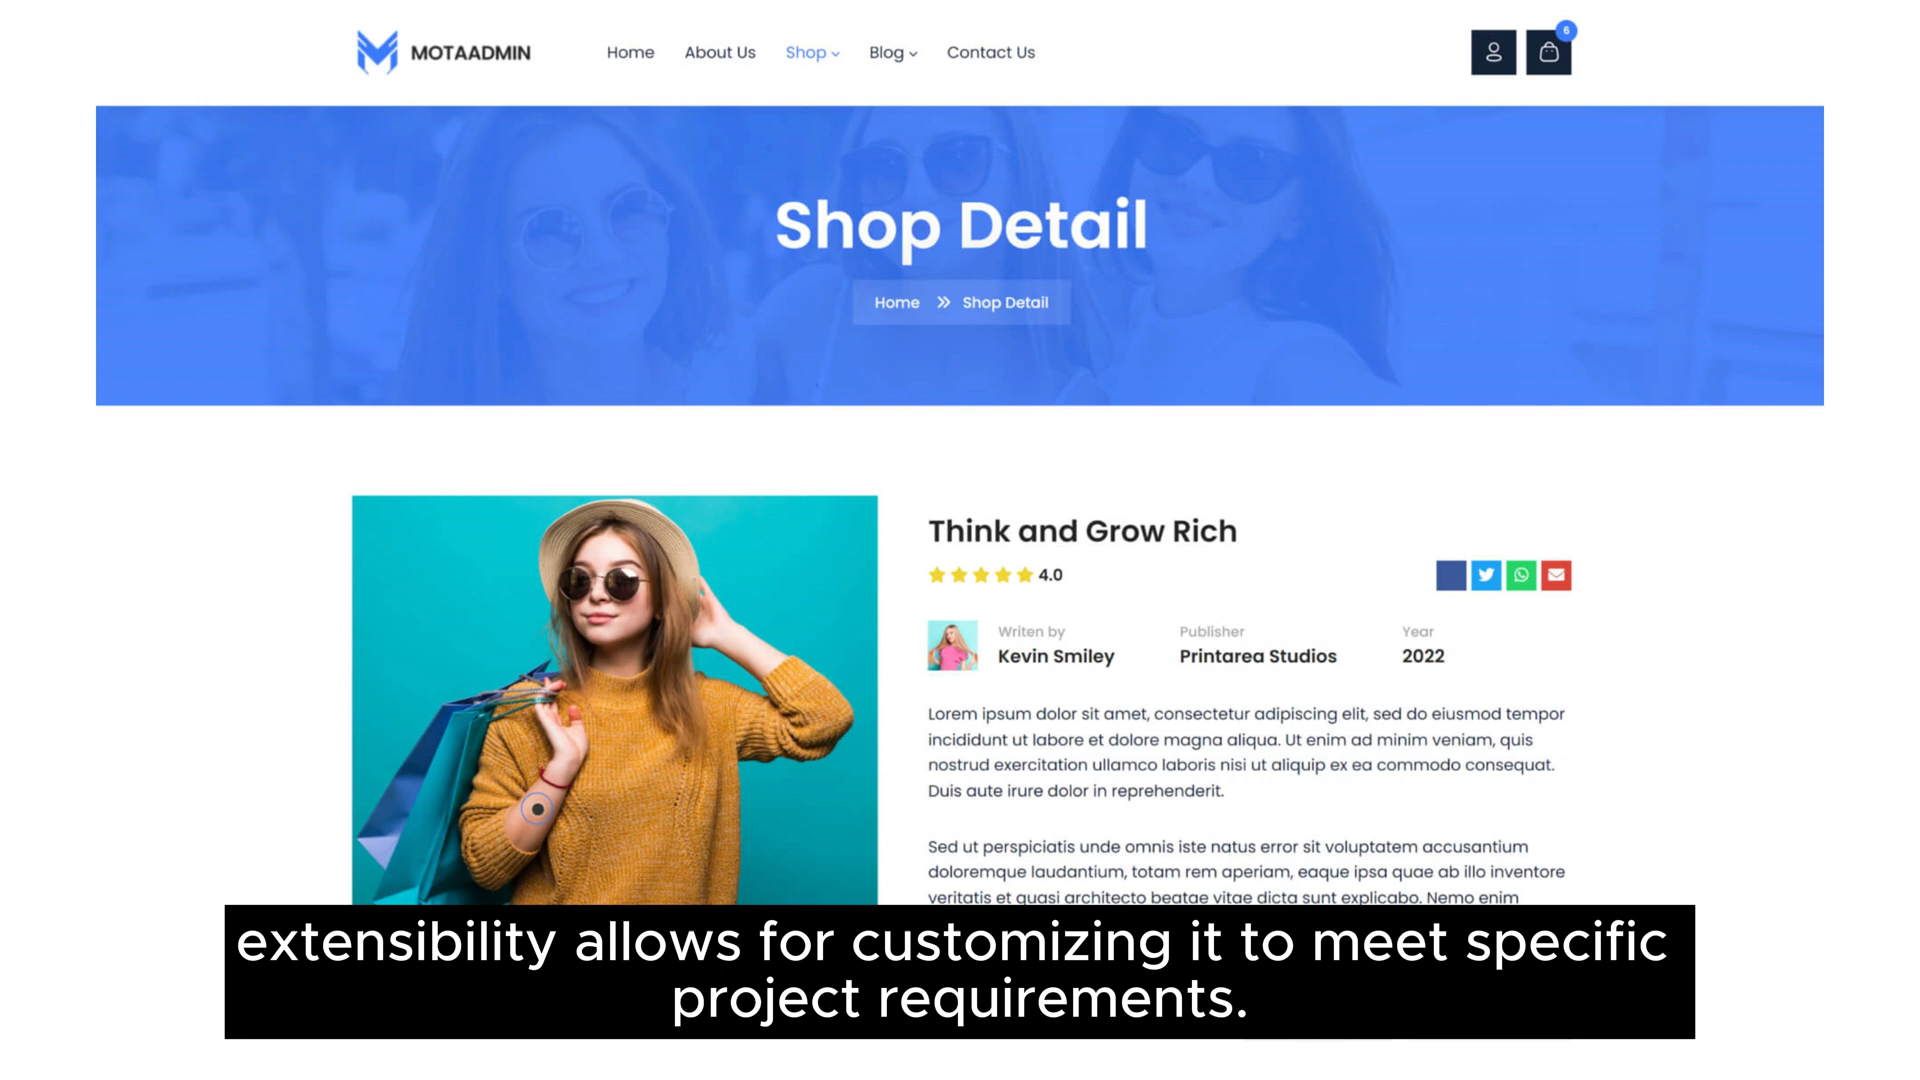 MOTAADMIN
Home About Us Shop Blog Contact Us
6
Shop Detail
Home Shop Detail
Think and Grow Rich
4.0
Writen by Publisher Year
Kevin Smiley Printarea Studios 2022
Lorem ipsum dolor sit amet, consectetur adipiscing elit, sed do eiusmod tempor
incididunt ut labore et dolore magna aliqua. Ut enim ad minim veniam, quis
nostrud exercitation ullamco laboris nisi ut aliquip ex ea commodo consequat.
Duis aute irure dolor in reprehenderit.
Sed ut perspiciatis unde omnis iste natus error sit voluptatem accusantium
doloremque laudantium, totam rem aperiam, eaque ipsa quae ab illo inventore
veritatis et quasi architecto beatae vitae dicta sunt explicabo. Nemo enim
extensibility allows for customizing it to meet specific
project requirements.